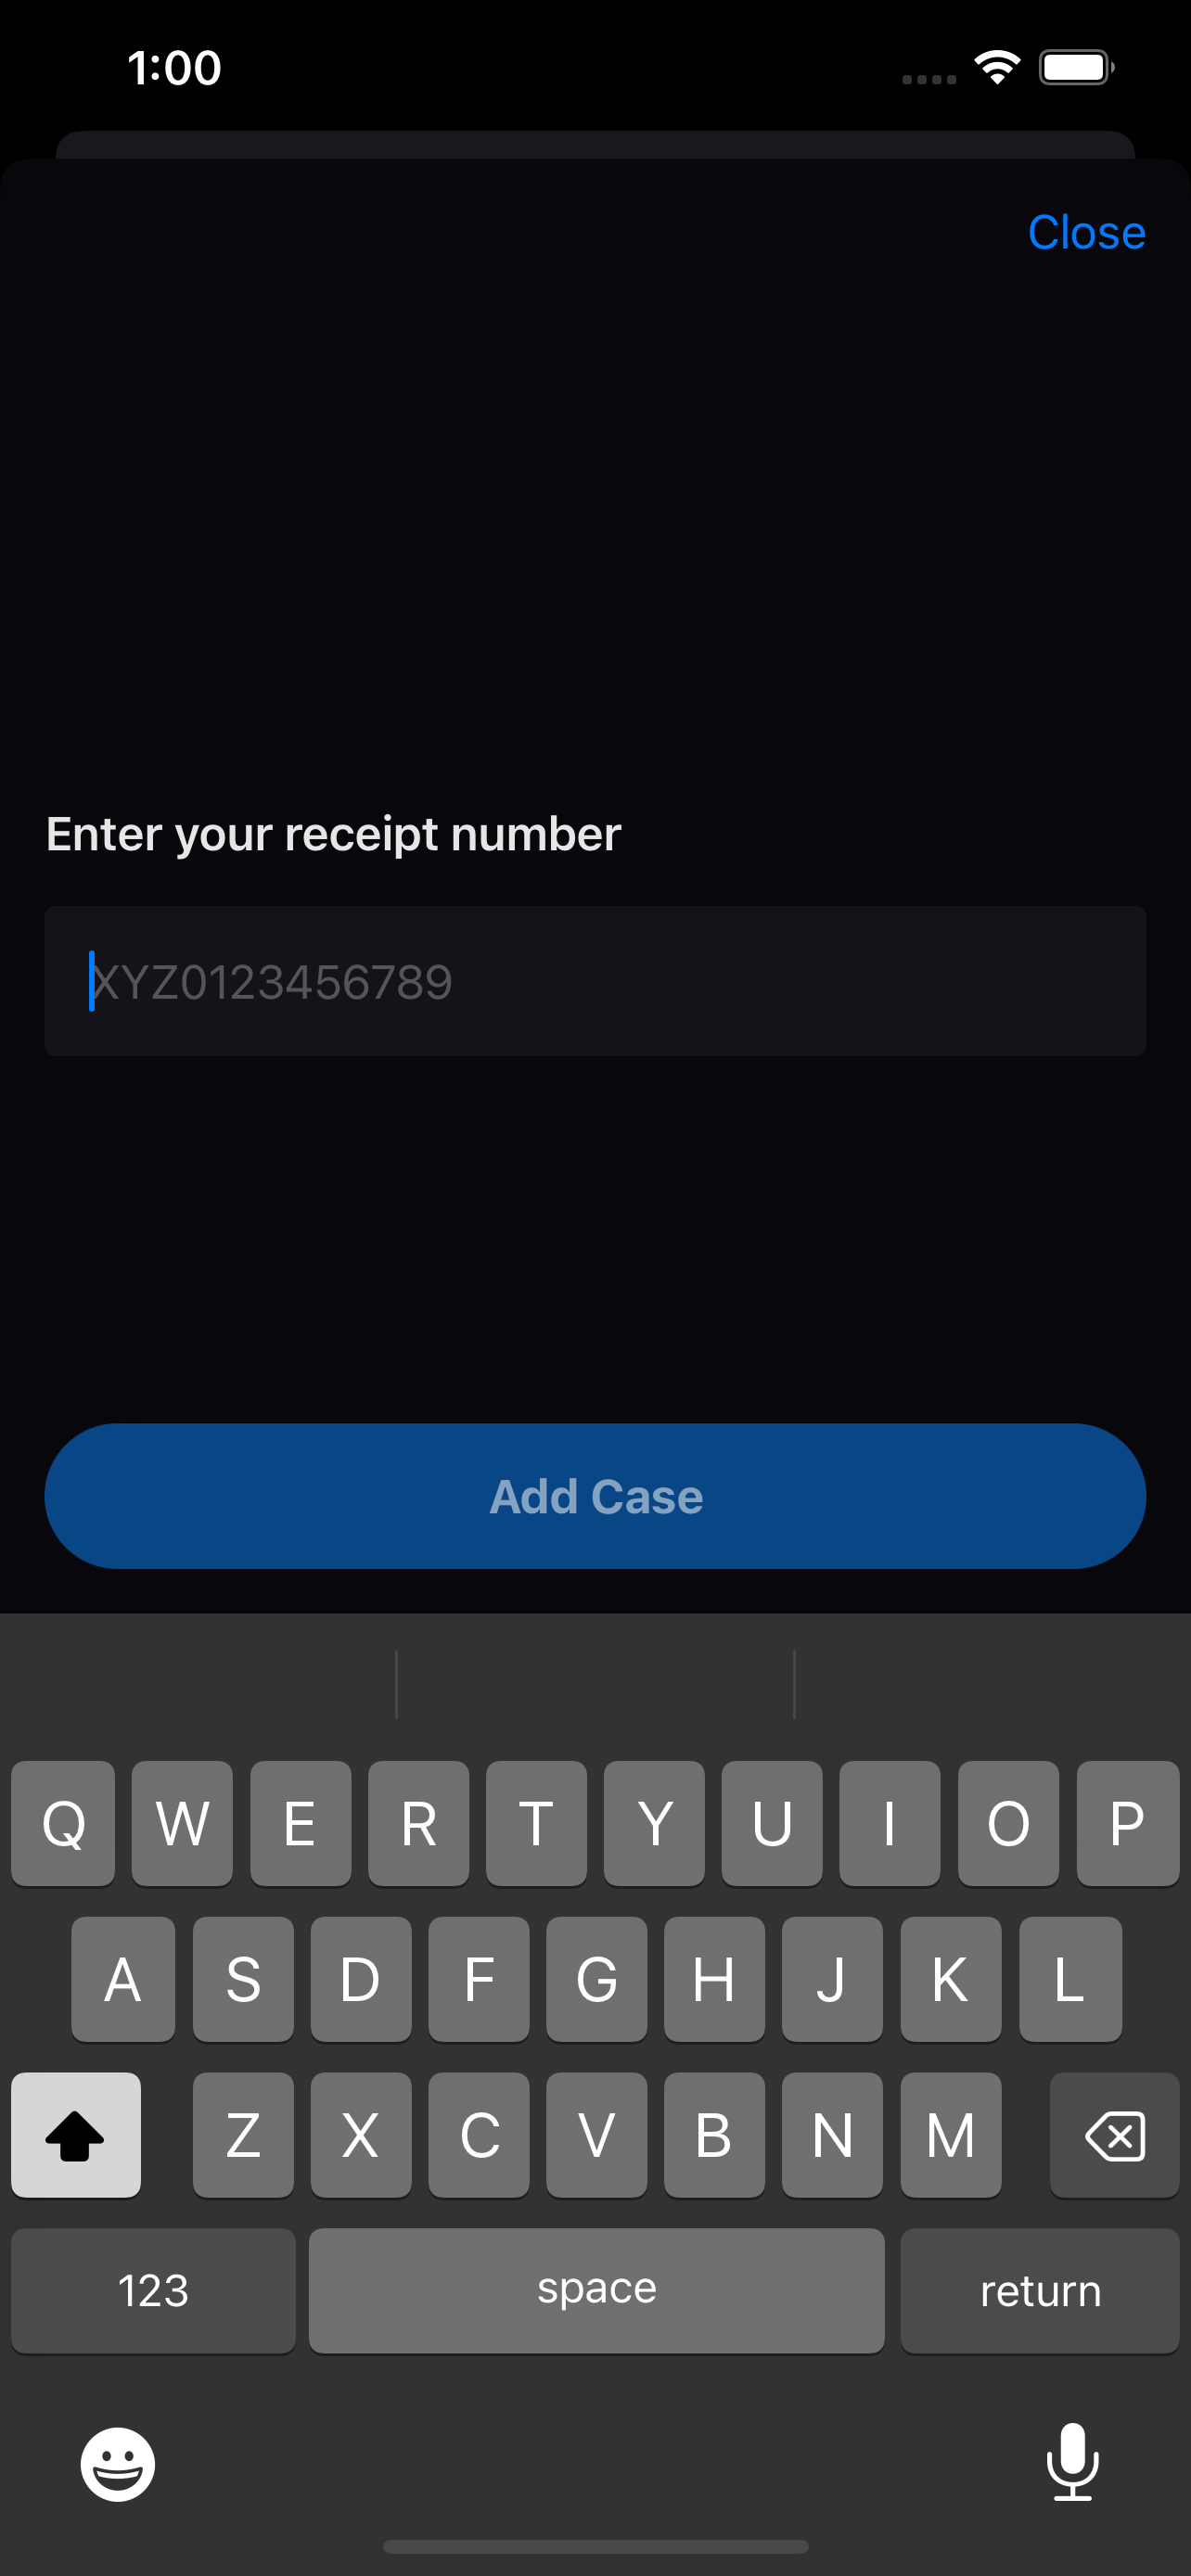 1:00
Close
Enter your receipt number
XYZ0123456789
Add Case
Q W E R T Y U I O P
A S D F G H J K L
Z X C V B N M
123 space return